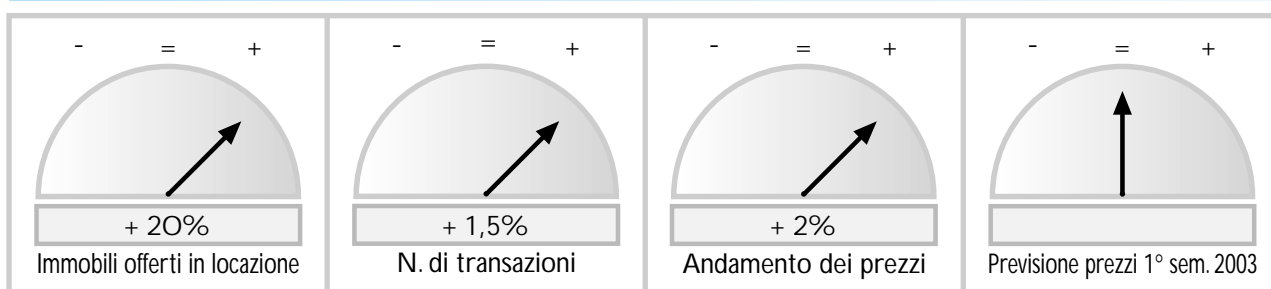 - = +
+ 20%
Immobili offerti in locazione
- = +
+ 1,5%
N. di transazioni
- = +
+ 2%
Andamento dei prezzi
- = +
Previsione prezzi 1° sem. 2003